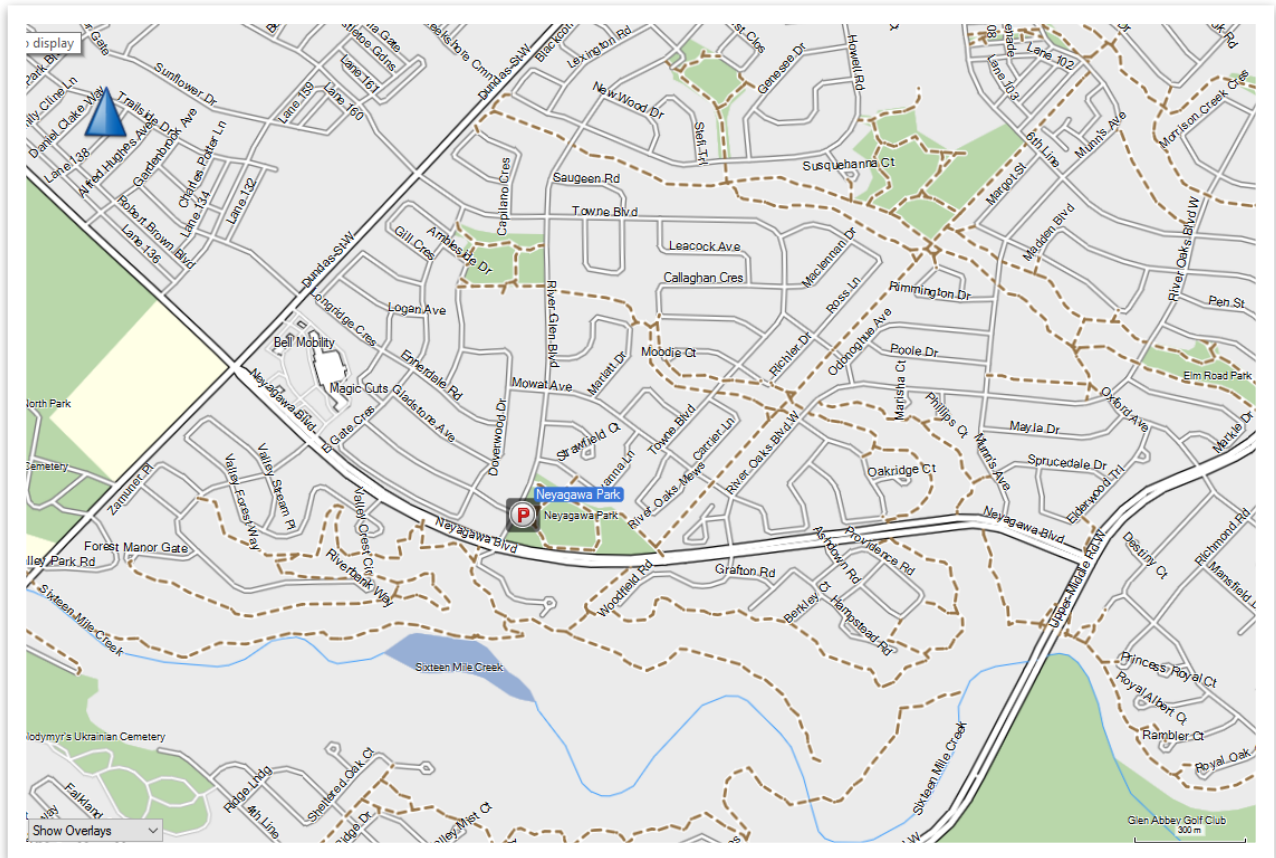 display
Sunflower Dr
Trailside Dr
Daniel Clake Way
Lane 138
Alfred Hughes Ave
Gardenbrook Ave
Charles Potter Ln
Lane 134
Lane 132
Robert Brown Blvd
Lane 136
Lane 159
Lane 160
Lane 161
Dundas St W
Lexington Rd
New Wood Dr
Stefi Trl
Genesee Dr
Howell Rd
Lane 102
Lane 103
Munn's Ave
Morrison Creek Cres
6th Line
Margot St
Susquehanna Ct
Saugeen Rd
Capilano Cres
Towne Blvd
Leacock Ave
Callaghan Cres
Maclennan Dr
Ross Ln
Rimmington Dr
Madden Blvd
River Oaks Blvd W
Pen St
Dundas St W
Gill Cres
Ambleside Dr
Logan Ave
Longridge Cres
Bell Mobility
Magic Cuts
Ennerdale Rd
Gladstone Ave
River Glen Blvd
Marlatt Dr
Moodie Ct
Mowat Ave
Doverwood Dr
Richler Dr
Odonoghue Ave
Poole Dr
Marisha Ct
Phillips Ct
Elm Road Park
Oxford Ave
Markle Dr
Mayla Dr
Munn's Ave
Sprucedale Dr
Elderwood Trl
Neyagawa Blvd
Gate Cres
North Park
Cemetery
Zamuner Pl
Valley Forest Way
Valley Stream Pl
Strawfield Ct
Towne Blvd
Carrier Ln
River Oaks Mews
River Oaks Blvd W
Oakridge Ct
P
Neyagawa Park
Neyagawa Park
Neyagawa Blvd
Neyagawa Blvd
Forest Manor Gate
Riverbank Way
Woodfield Rd
Grafton Rd
Ashdown Rd
Providence Rd
Berkley Ct
Hampstead Rd
Upper-Middle Rd W
Destiny Ct
Richmond Rd
Sixteen Mile Creek
Sixteen Mile Creek
Sixteen Mile Creek
Princess Royal Ct
Royal Albert Ct
Rambler Ct
Royal Oak
Ukrainian Cemetery
Falkland
Ridge Lndg
4th Line
Sheltered Oak Ct
Glen Abbey Golf Club
300 m
Show Overlays